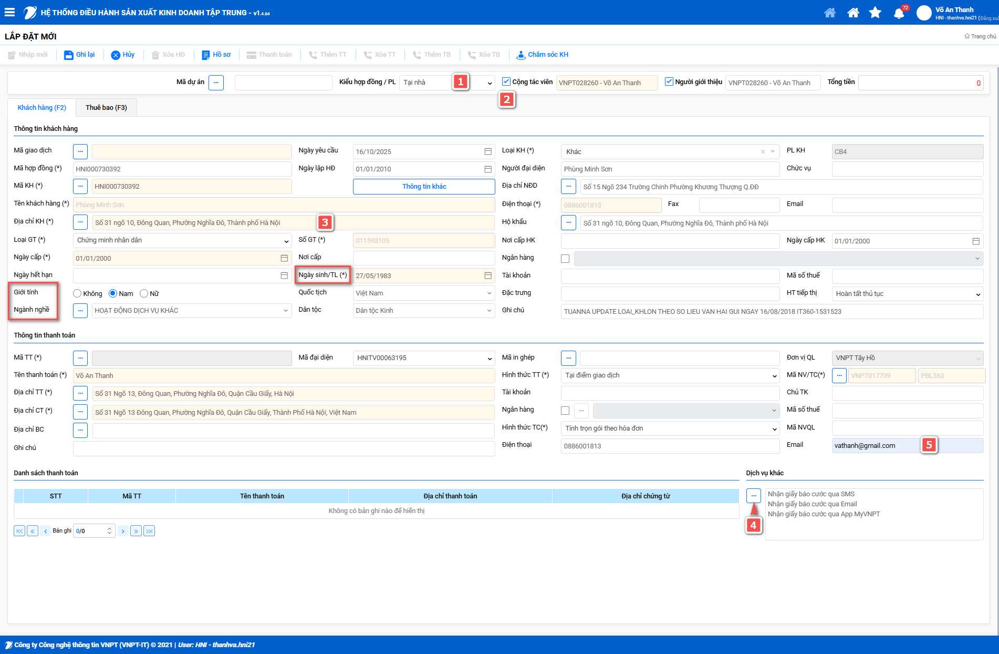 HỆ THỐNG ĐIỀU HÀNH SẢN XUẤT KINH DOANH TẬP TRUNG - v1.4.64
72
Võ An Thanh
HNI - thanhva.hni21 (Đăng xuấ
LẮP ĐẶT MỚI
Trang chủ
Nhập mới Ghi lại Hủy Xóa HĐ Hồ sơ Thanh toán Thêm TT Xóa TT Thêm TB Xóa TB Chăm sóc KH
Mã dự án ... Kiểu hợp đồng / PL Tại nhà 1 Cộng tác viên VNPT028260 - Võ An Thanh Người giới thiệu VNPT028260 - Võ An Thanh Tổng tiền 0
2
Khách hàng (F2) Thuê bao (F3)
Thông tin khách hàng
Mã giao dịch ... Ngày yêu cầu 16/10/2025 Loại KH (*) Khác PL KH CB4
Mã hợp đồng (*) HNI000730392 Ngày lập HĐ 01/01/2010 Người đại diện Phùng Minh Sơn Chức vụ
Mã KH (*) ... HNI000730392 Thông tin khác Địa chỉ NĐD ... Số 15 Ngõ 234 Trường Chinh Phường Khương Thượng Q.ĐĐ
Tên khách hàng (*) Phùng Minh Sơn Điện thoại (*) 0886001813 Fax Email
Địa chỉ KH (*) ... Số 31 ngõ 10, Đông Quan, Phường Nghĩa Đô, Thành phố Hà Nội 3 Hộ khẩu ... Số 31 ngõ 10, Đông Quan, Phường Nghĩa Đô, Thành phố Hà Nội
Loại GT (*) Chứng minh nhân dân Số GT (*) 011593105 Nơi cấp HK Ngày cấp HK 01/01/2000
Ngày cấp (*) 01/01/2000 Nơi cấp Ngân hàng
Ngày hết hạn Ngày sinh/TL (*) 27/05/1983 Tài khoản Mã số thuế
Giới tính Không Nam Nữ Quốc tịch Việt Nam Đặc trưng HT tiếp thị Hoàn tất thủ tục
Ngành nghề ... HOẠT ĐỘNG DỊCH VỤ KHÁC Dân tộc Dân tộc Kinh Ghi chú TUANNA UPDATE LOAI_KHLON THEO SO LIEU VAN HAI GUI NGAY 16/08/2018 IT360-1531523
Thông tin thanh toán
Mã TT (*) ... Mã đại diện HNITV00063195 Mã in ghép ... Đơn vị QL VNPT Tây Hồ
Tên thanh toán (*) Võ An Thanh Hình thức TT (*) Tại điểm giao dịch Mã NV/TC(*) ... VNPT017739 PBL363
Địa chỉ TT (*) ... Số 31 Ngõ 13, Đông Quan, Phường Nghĩa Đô, Quận Cầu Giấy, Hà Nội Tài khoản Chủ TK
Địa chỉ CT (*) ... Số 31 Ngõ 13 Đông Quan, Phường Nghĩa Đô, Quận Cầu Giấy, Thành Phố Hà Nội, Việt Nam Ngân hàng ... Mã số thuế
Địa chỉ BC ... Hình thức TC(*) Tính trọn gói theo hóa đơn Mã NVQL
Ghi chú Điện thoại 0886001813 Email vathanh@gmail.com 5
Danh sách thanh toán Dịch vụ khác
STT Mã TT Tên thanh toán Địa chỉ thanh toán Địa chỉ chứng từ
Không có bản ghi nào để hiển thị
... Nhận giấy báo cước qua SMS
Nhận giấy báo cước qua Email
Nhận giấy báo cước qua App MyVNPT
4
Bản ghi 0/0
Công ty Công nghệ thông tin VNPT (VNPT-IT) © 2021 | User: HNI - thanhva.hni21